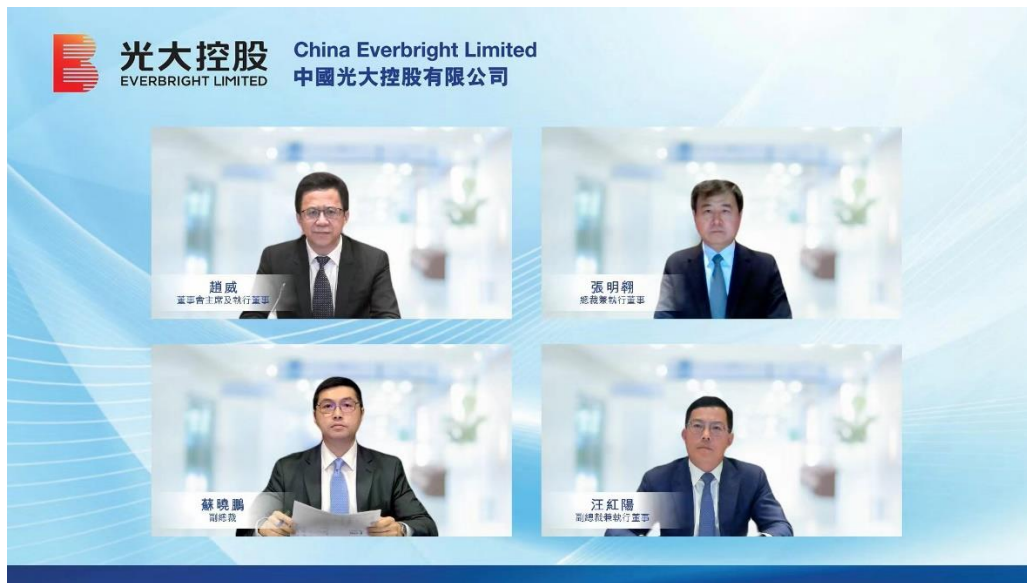 光大控股
EVERBRIGHT LIMITED
China Everbright Limited
中國光大控股有限公司
趙威
董事會主席及執行董事
張明翱
總裁兼執行董事
蘇曉鵬
副總裁
汪紅陽
副總裁兼執行董事